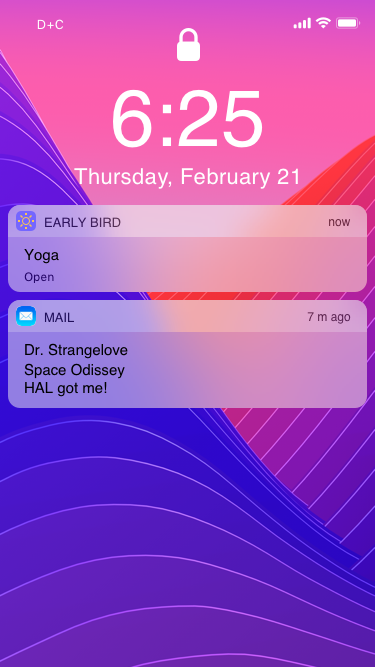 D+C
6:25
Thursday, February 21
EARLY BIRD now
Yoga
Open
MAIL 7 m ago
Dr. Strangelove
Space Odissey
HAL got me!